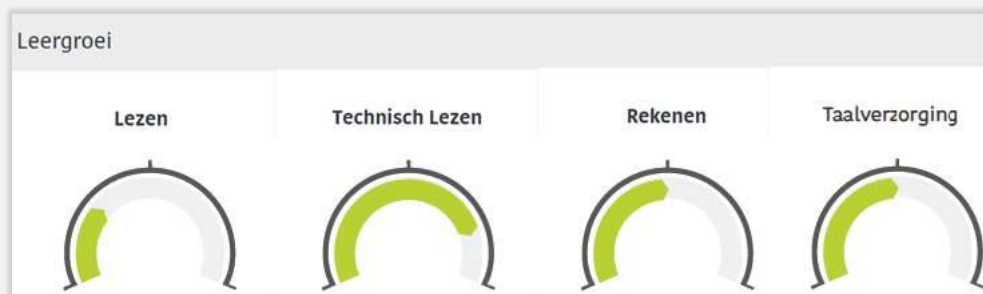 Leergroei
Lezen
Technisch Lezen
Rekenen
Taalverzorging